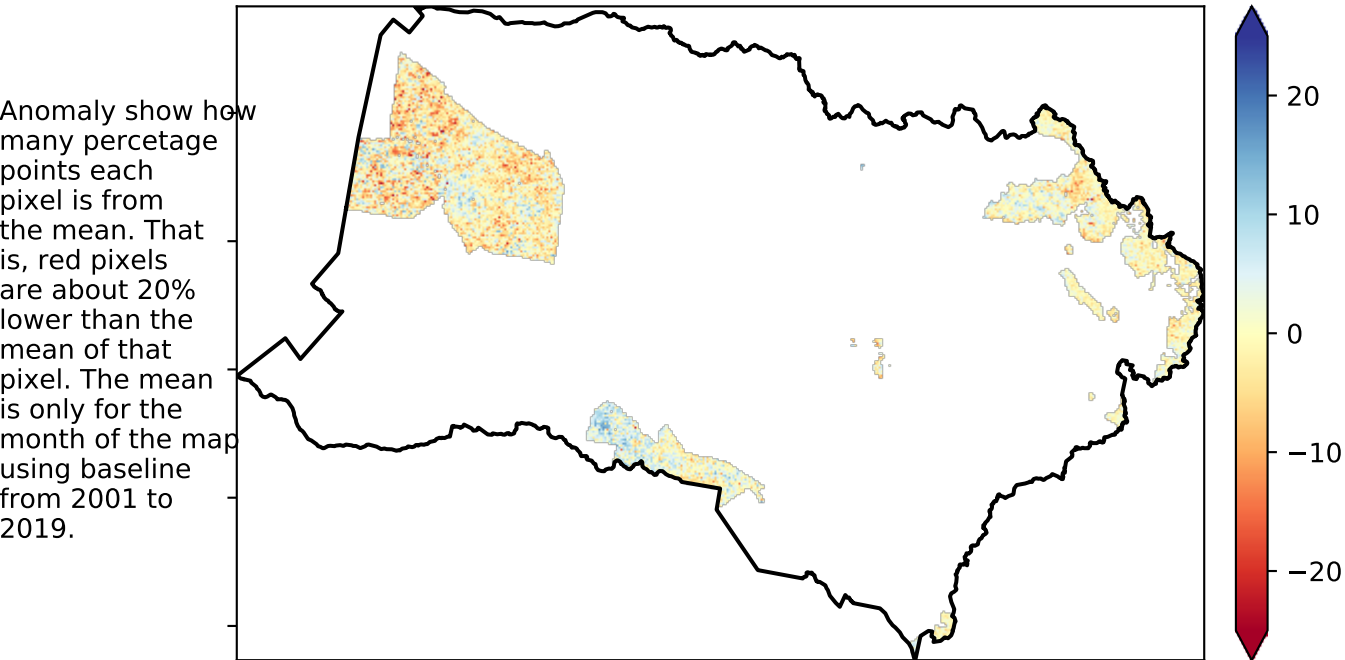 Anomaly show how
many percetage
points each
pixel is from
the mean. That
is, red pixels
are about 20%
lower than the
mean of that
pixel. The mean
is only for the
month of the map
using baseline
from 2001 to
2019.
20
10
0
−10
−20